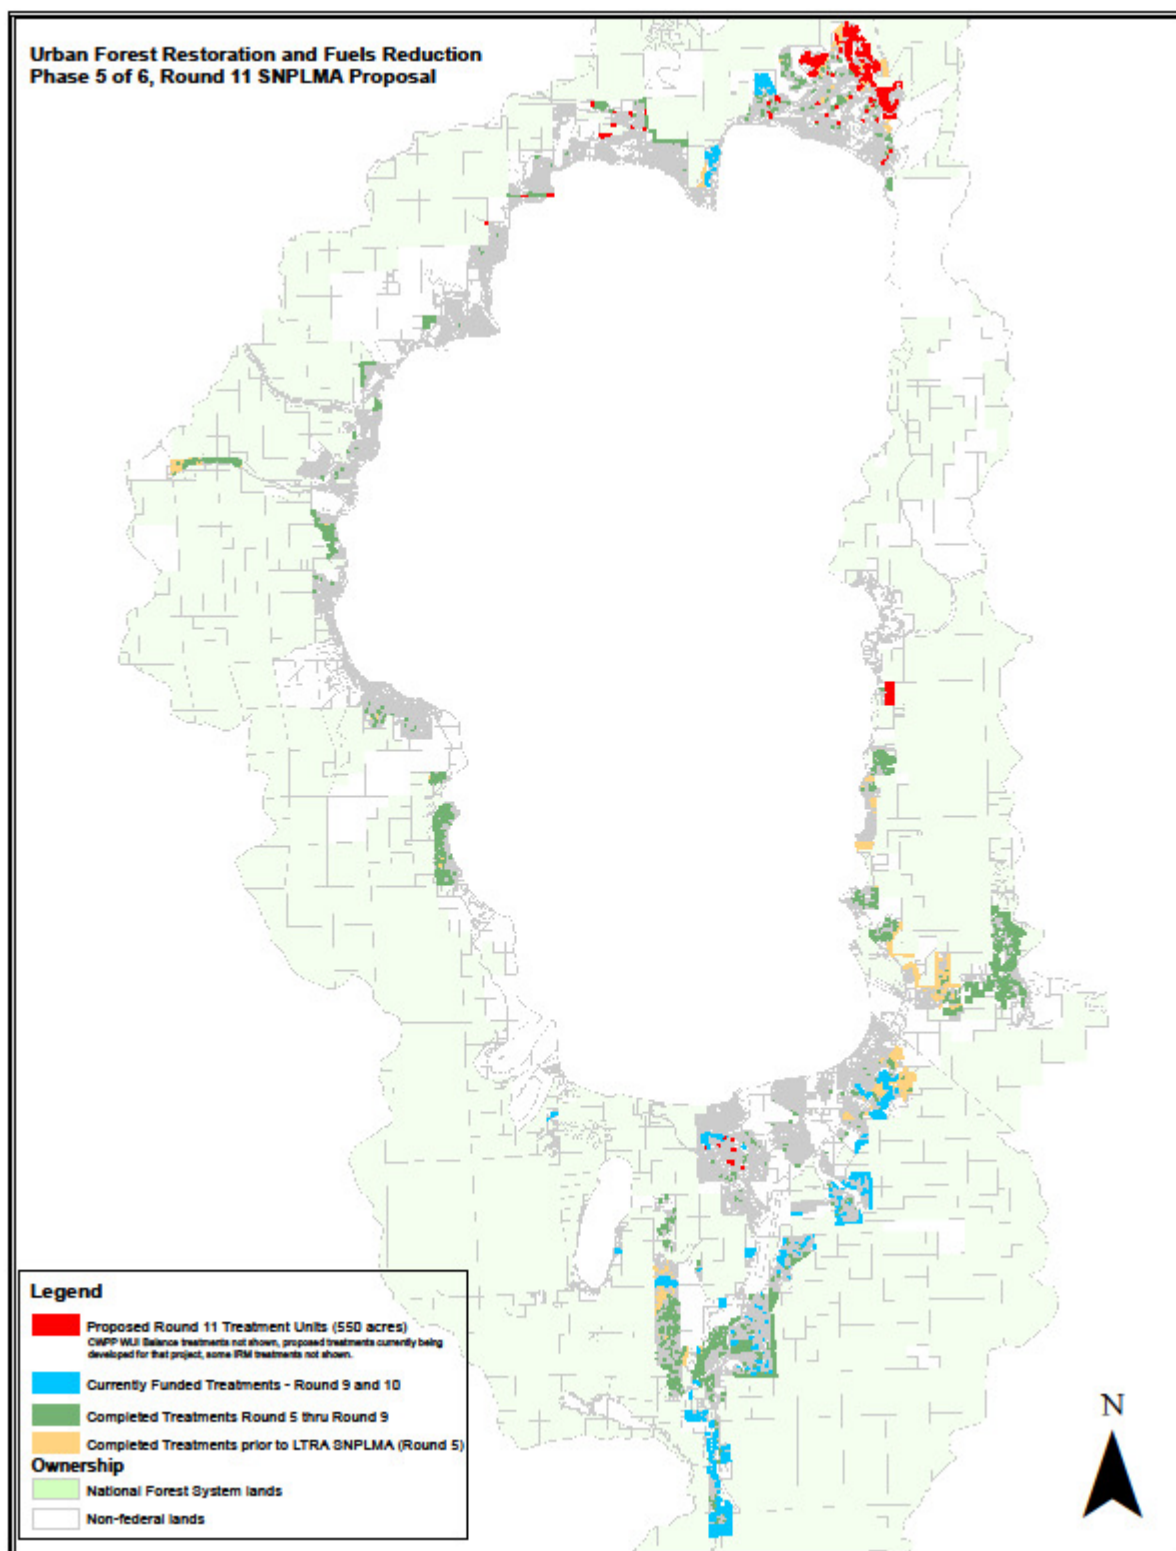 Urban Forest Restoration and Fuels Reduction
Phase 5 of 6, Round 11 SNPLMA Proposal
Legend
Proposed Round 11 Treatment Units (550 acres)
CWPP WUI Balance treatments not shown, proposed treatments currently being
developed for that project, some IRM treatments not shown.
Currently Funded Treatments - Round 9 and 10
Completed Treatments Round 5 thru Round 9
Completed Treatments prior to LTRA SNPLMA (Round 5)
Ownership
National Forest System lands
Non-federal lands
N